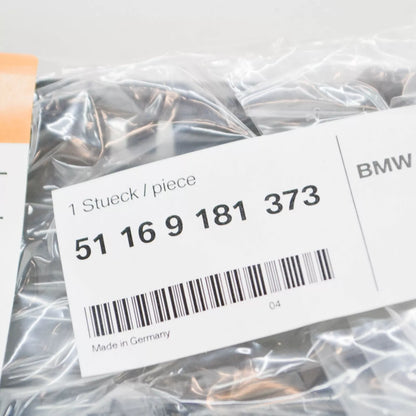 1 Stueck / piece
51 16 9 181 373
04
Made in Germany
BMW